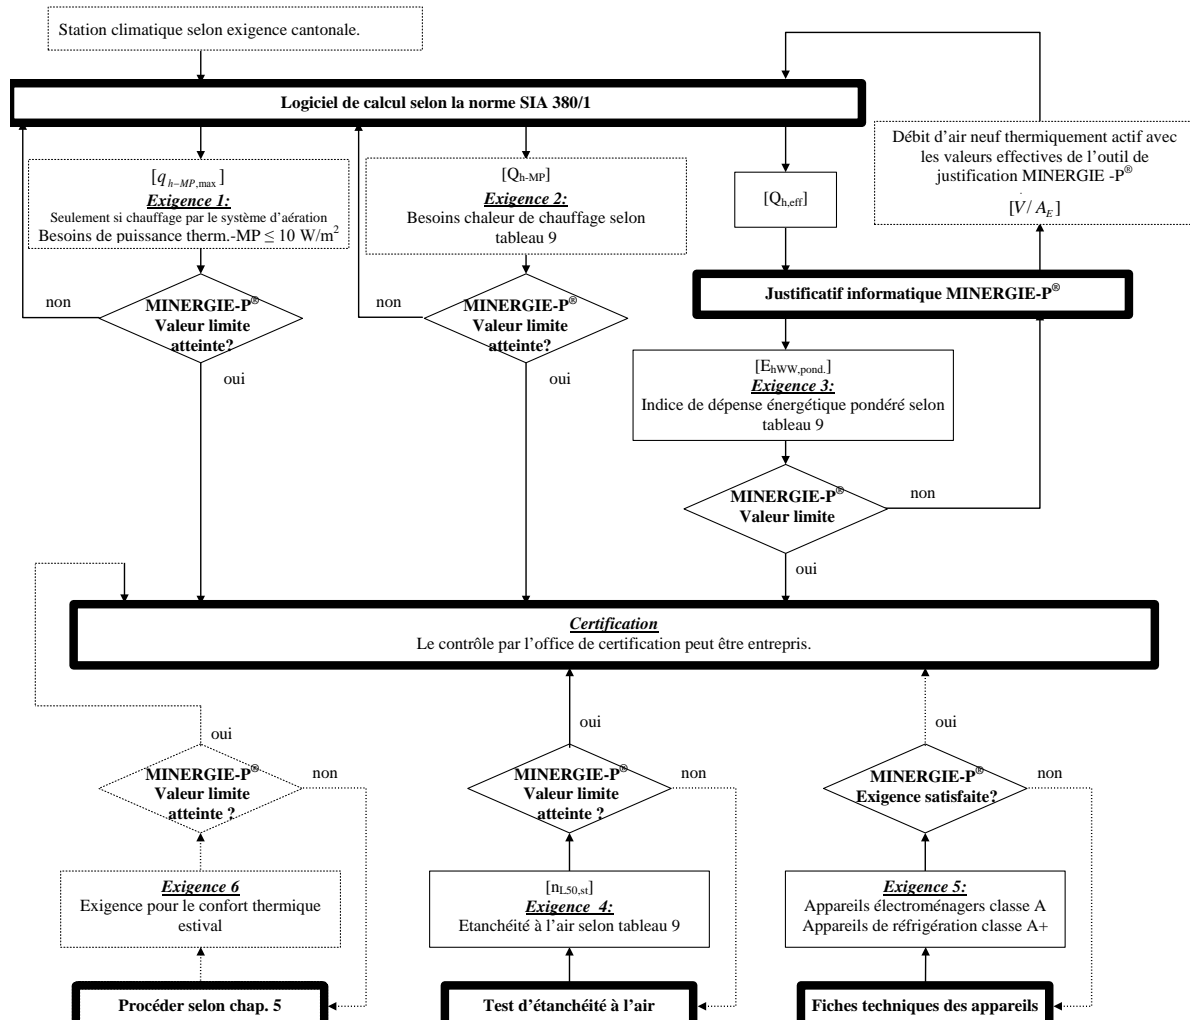 Station climatique selon exigence cantonale.
Logiciel de calcul selon la norme SIA 380/1
[q h−MP,max ]
Exigence 1:
Seulement si chauffage par le système d’aération
Besoins de puissance therm.-MP ≤ 10 W/m²
[Qh-MP]
Exigence 2:
Besoins chaleur de chauffage selon
tableau 9
[Qh,eff]
Débit d’air neuf thermiquement actif avec
les valeurs effectives de l’outil de
justification MINERGIE -P®
[V̇ / AE ]
non
MINERGIE-P®
Valeur limite
atteinte?
oui
non
MINERGIE-P®
Valeur limite
atteinte?
oui
Justificatif informatique MINERGIE-P®
[EhWW,pond.]
Exigence 3:
Indice de dépense énergétique pondéré selon
tableau 9
MINERGIE-P®
Valeur limite
non
oui
Certification
Le contrôle par l’office de certification peut être entrepris.
oui
MINERGIE-P®
Valeur limite
atteinte ?
non
oui
MINERGIE-P®
Valeur limite
atteinte ?
non
oui
MINERGIE-P®
Exigence satisfaite?
non
Exigence 6
Exigence pour le confort thermique
estival
[nL50,st]
Exigence 4:
Etanchéité à l’air selon tableau 9
Exigence 5:
Appareils électroménagers classe A
Appareils de réfrigération classe A+
Procéder selon chap. 5
Test d’étanchéité à l’air
Fiches techniques des appareils